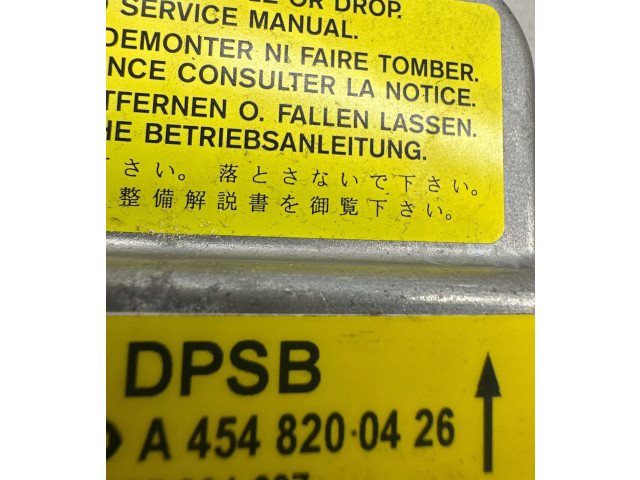 OR DROP.
SERVICE MANUAL.
DEMONTER NI FAIRE TOMBER.
NCE CONSULTER LA NOTICE.
TFERNEN O. FALLEN LASSEN.
HE BETRIEBSANLEITUNG.
さい。 落とさないで下さい。
整備解説書を御覧下さい。
DPSB
A 454 820 04 26